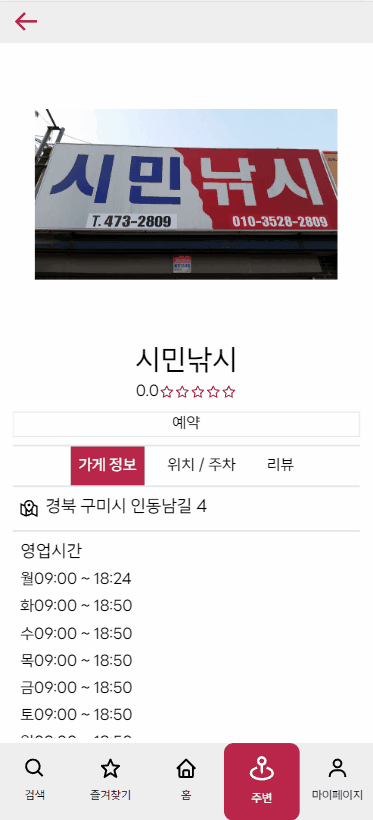 시민낚시
T. 473-2809
010-3528-2809
시민낚시
0.0
예약
가게 정보
위치 / 주차
리뷰
경북 구미시 인동남길 4
영업시간
월09:00 ~ 18:24
화09:00 ~ 18:50
수09:00 ~ 18:50
목09:00 ~ 18:50
금09:00 ~ 18:50
토09:00 ~ 18:50
검색
즐겨찾기
홈
주변
마이페이지